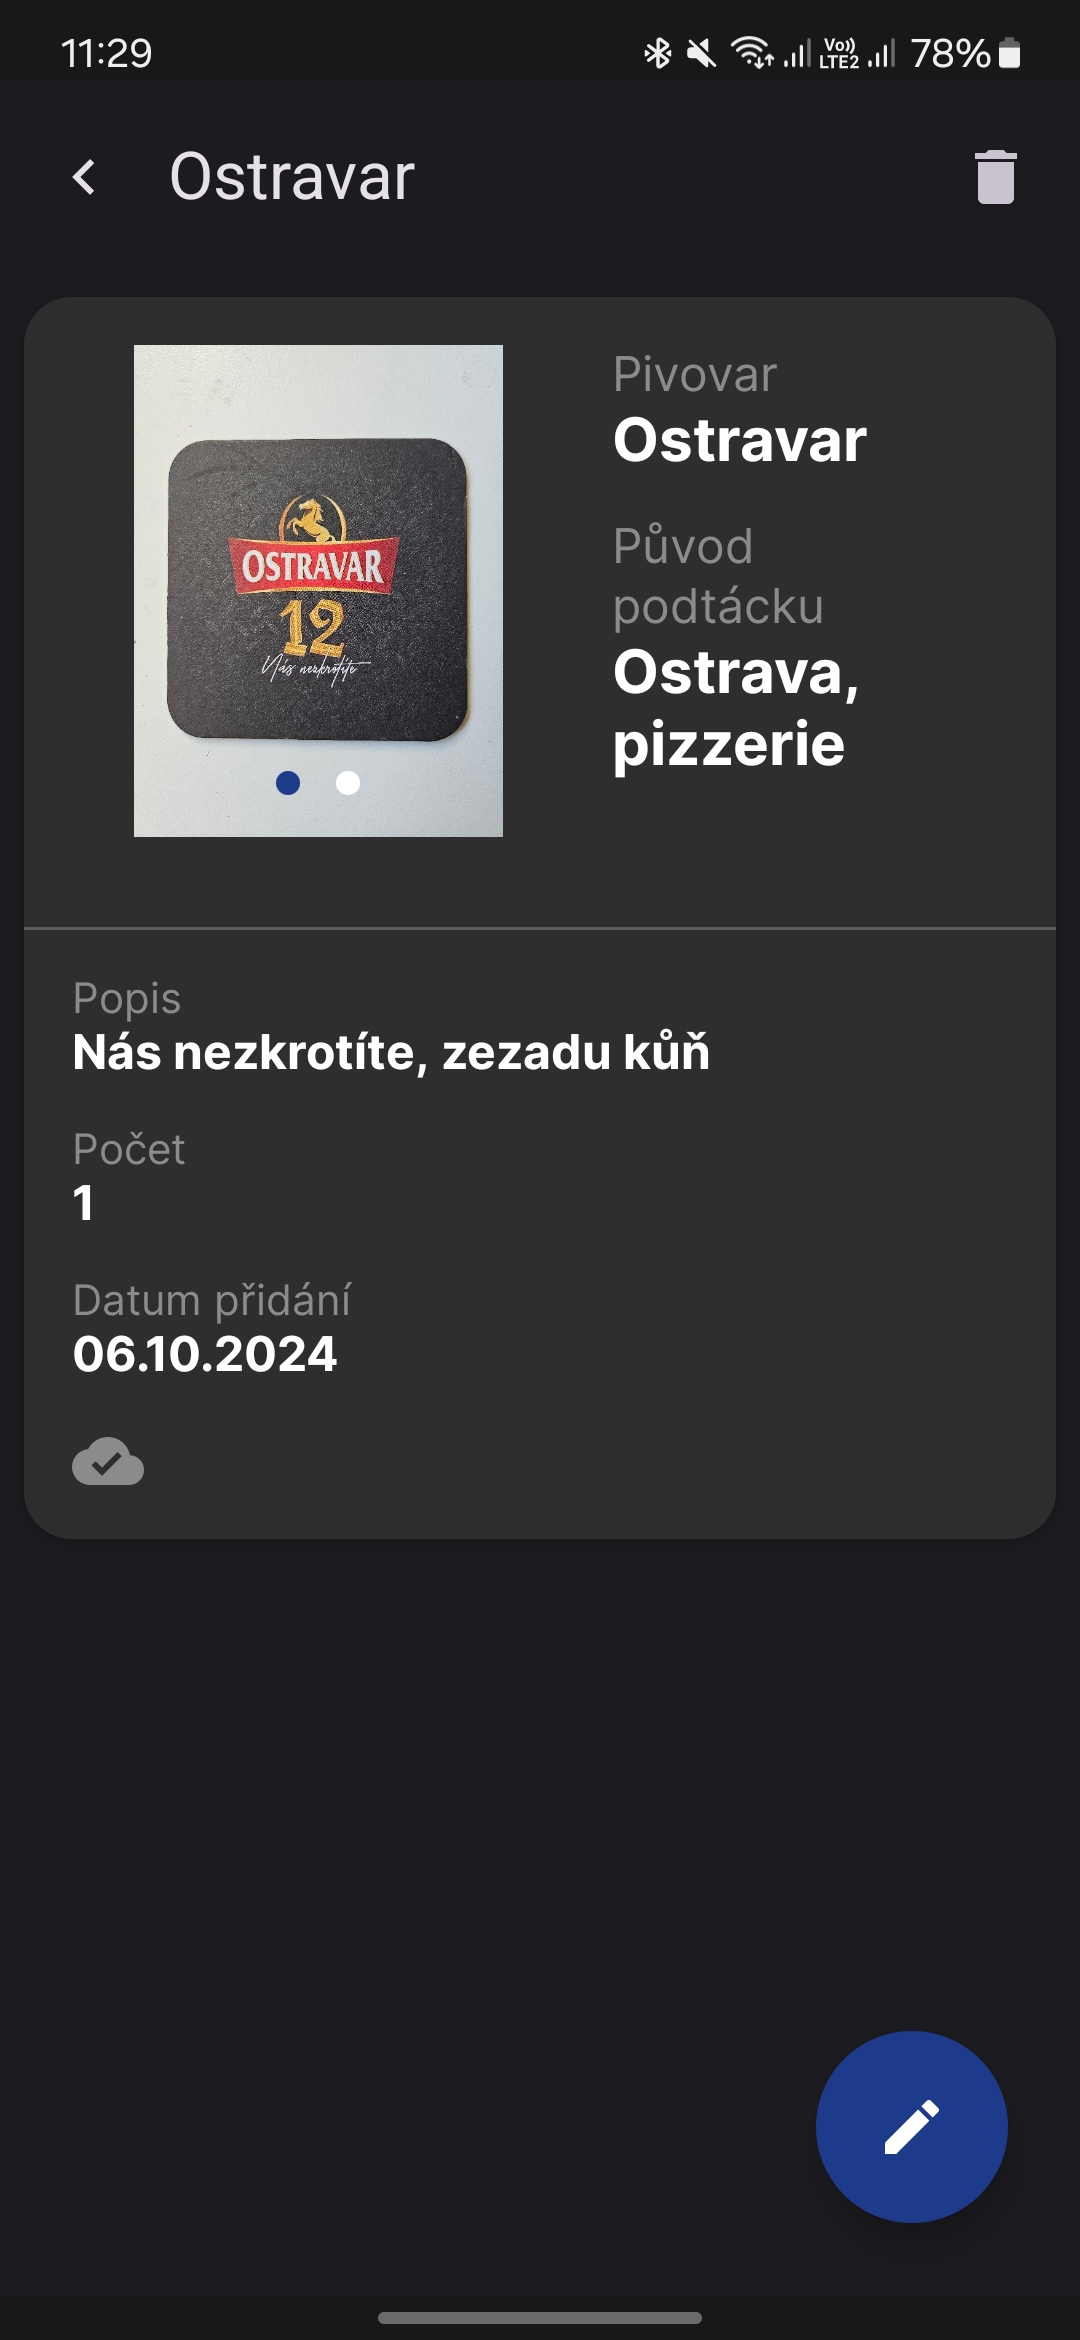 11:29
Vo))
LTE2
78%
Ostravar
Pivovar
Ostravar
Původ
podtácku
Ostrava,
pizzerie
OSTRAVAR
12
Nás nezkrotíte
Popis
Nás nezkrotíte, zezadu kůň
Počet
1
Datum přidání
06.10.2024